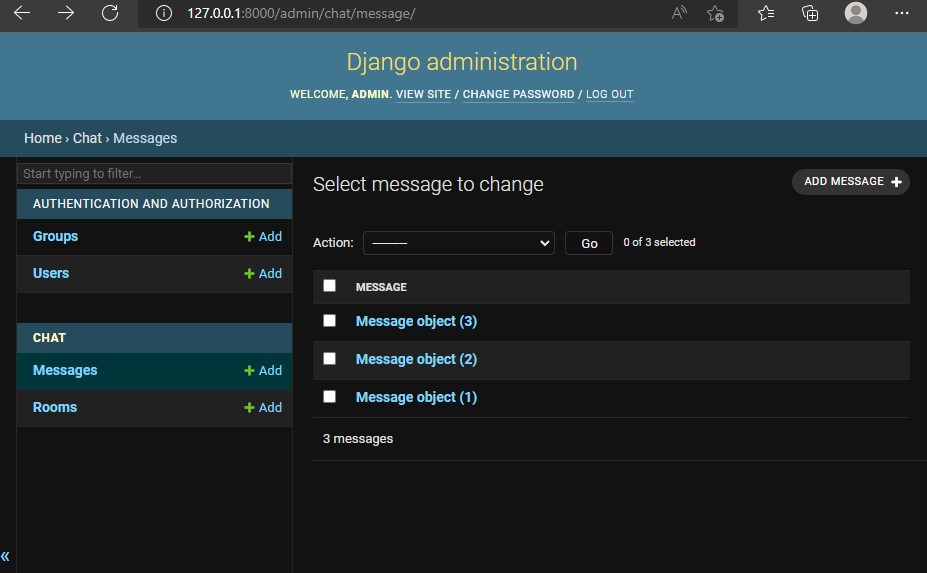 127.0.0.1:8000/admin/chat/message/
Django administration
WELCOME, ADMIN. VIEW SITE / CHANGE PASSWORD / LOG OUT
Home › Chat › Messages
Start typing to filter...
AUTHENTICATION AND AUTHORIZATION
Groups + Add
Users + Add
CHAT
Messages + Add
Rooms + Add
«
Select message to change
ADD MESSAGE +
Action: --------- Go 0 of 3 selected
MESSAGE
Message object (3)
Message object (2)
Message object (1)
3 messages